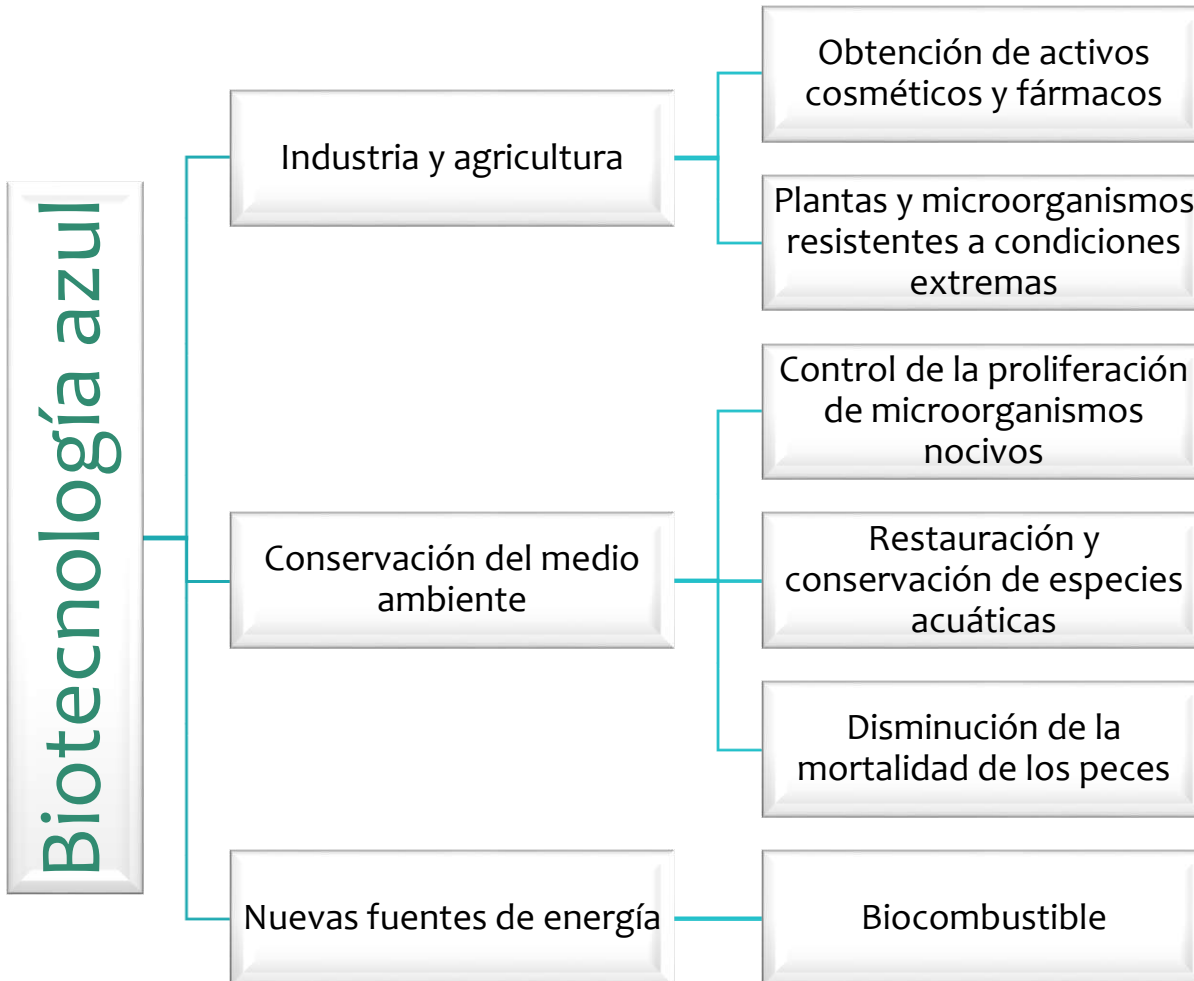 Biotecnología azul
Industria y agricultura
Obtención de activos
cosméticos y fármacos
Plantas y microorganismos
resistentes a condiciones
extremas
Conservación del medio
ambiente
Control de la proliferación
de microorganismos
nocivos
Restauración y
conservación de especies
acuáticas
Disminución de la
mortalidad de los peces
Nuevas fuentes de energía
Biocombustible